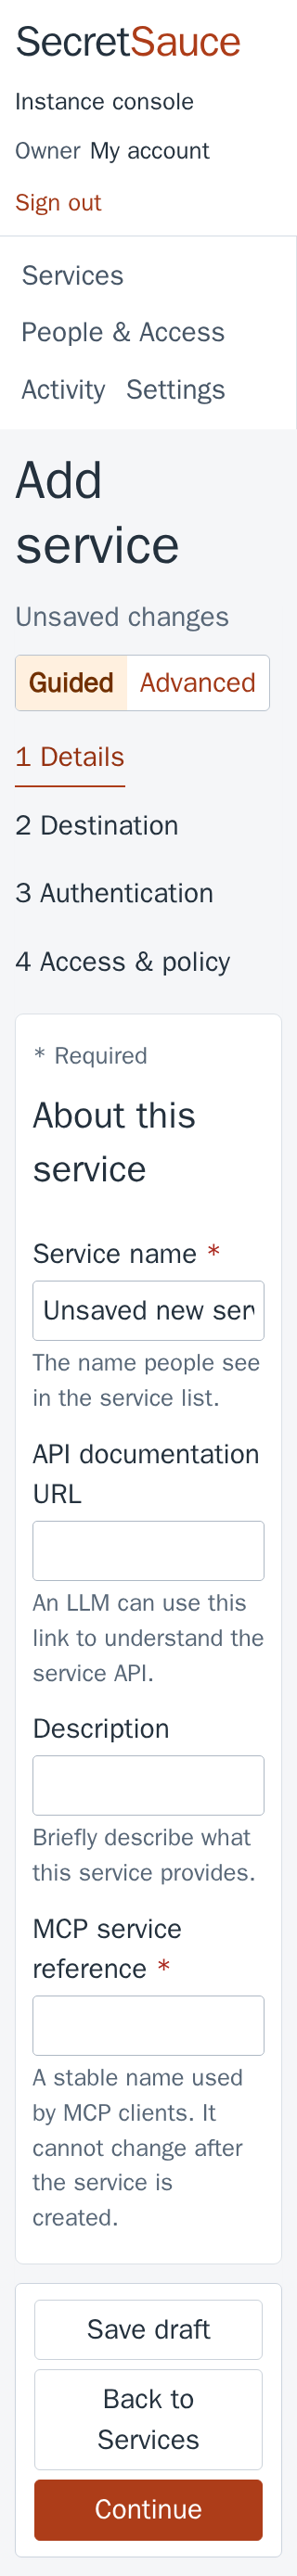 SecretSauce
Instance console
Owner My account
Sign out
Services
People & Access
Activity Settings
Add
service
Unsaved changes
Guided Advanced
1 Details
2 Destination
3 Authentication
4 Access & policy
* Required
About this
service
Service name *
Unsaved new serv
The name people see
in the service list.
API documentation
URL
An LLM can use this
link to understand the
service API.
Description
Briefly describe what
this service provides.
MCP service
reference *
A stable name used
by MCP clients. It
cannot change after
the service is
created.
Save draft
Back to
Services
Continue